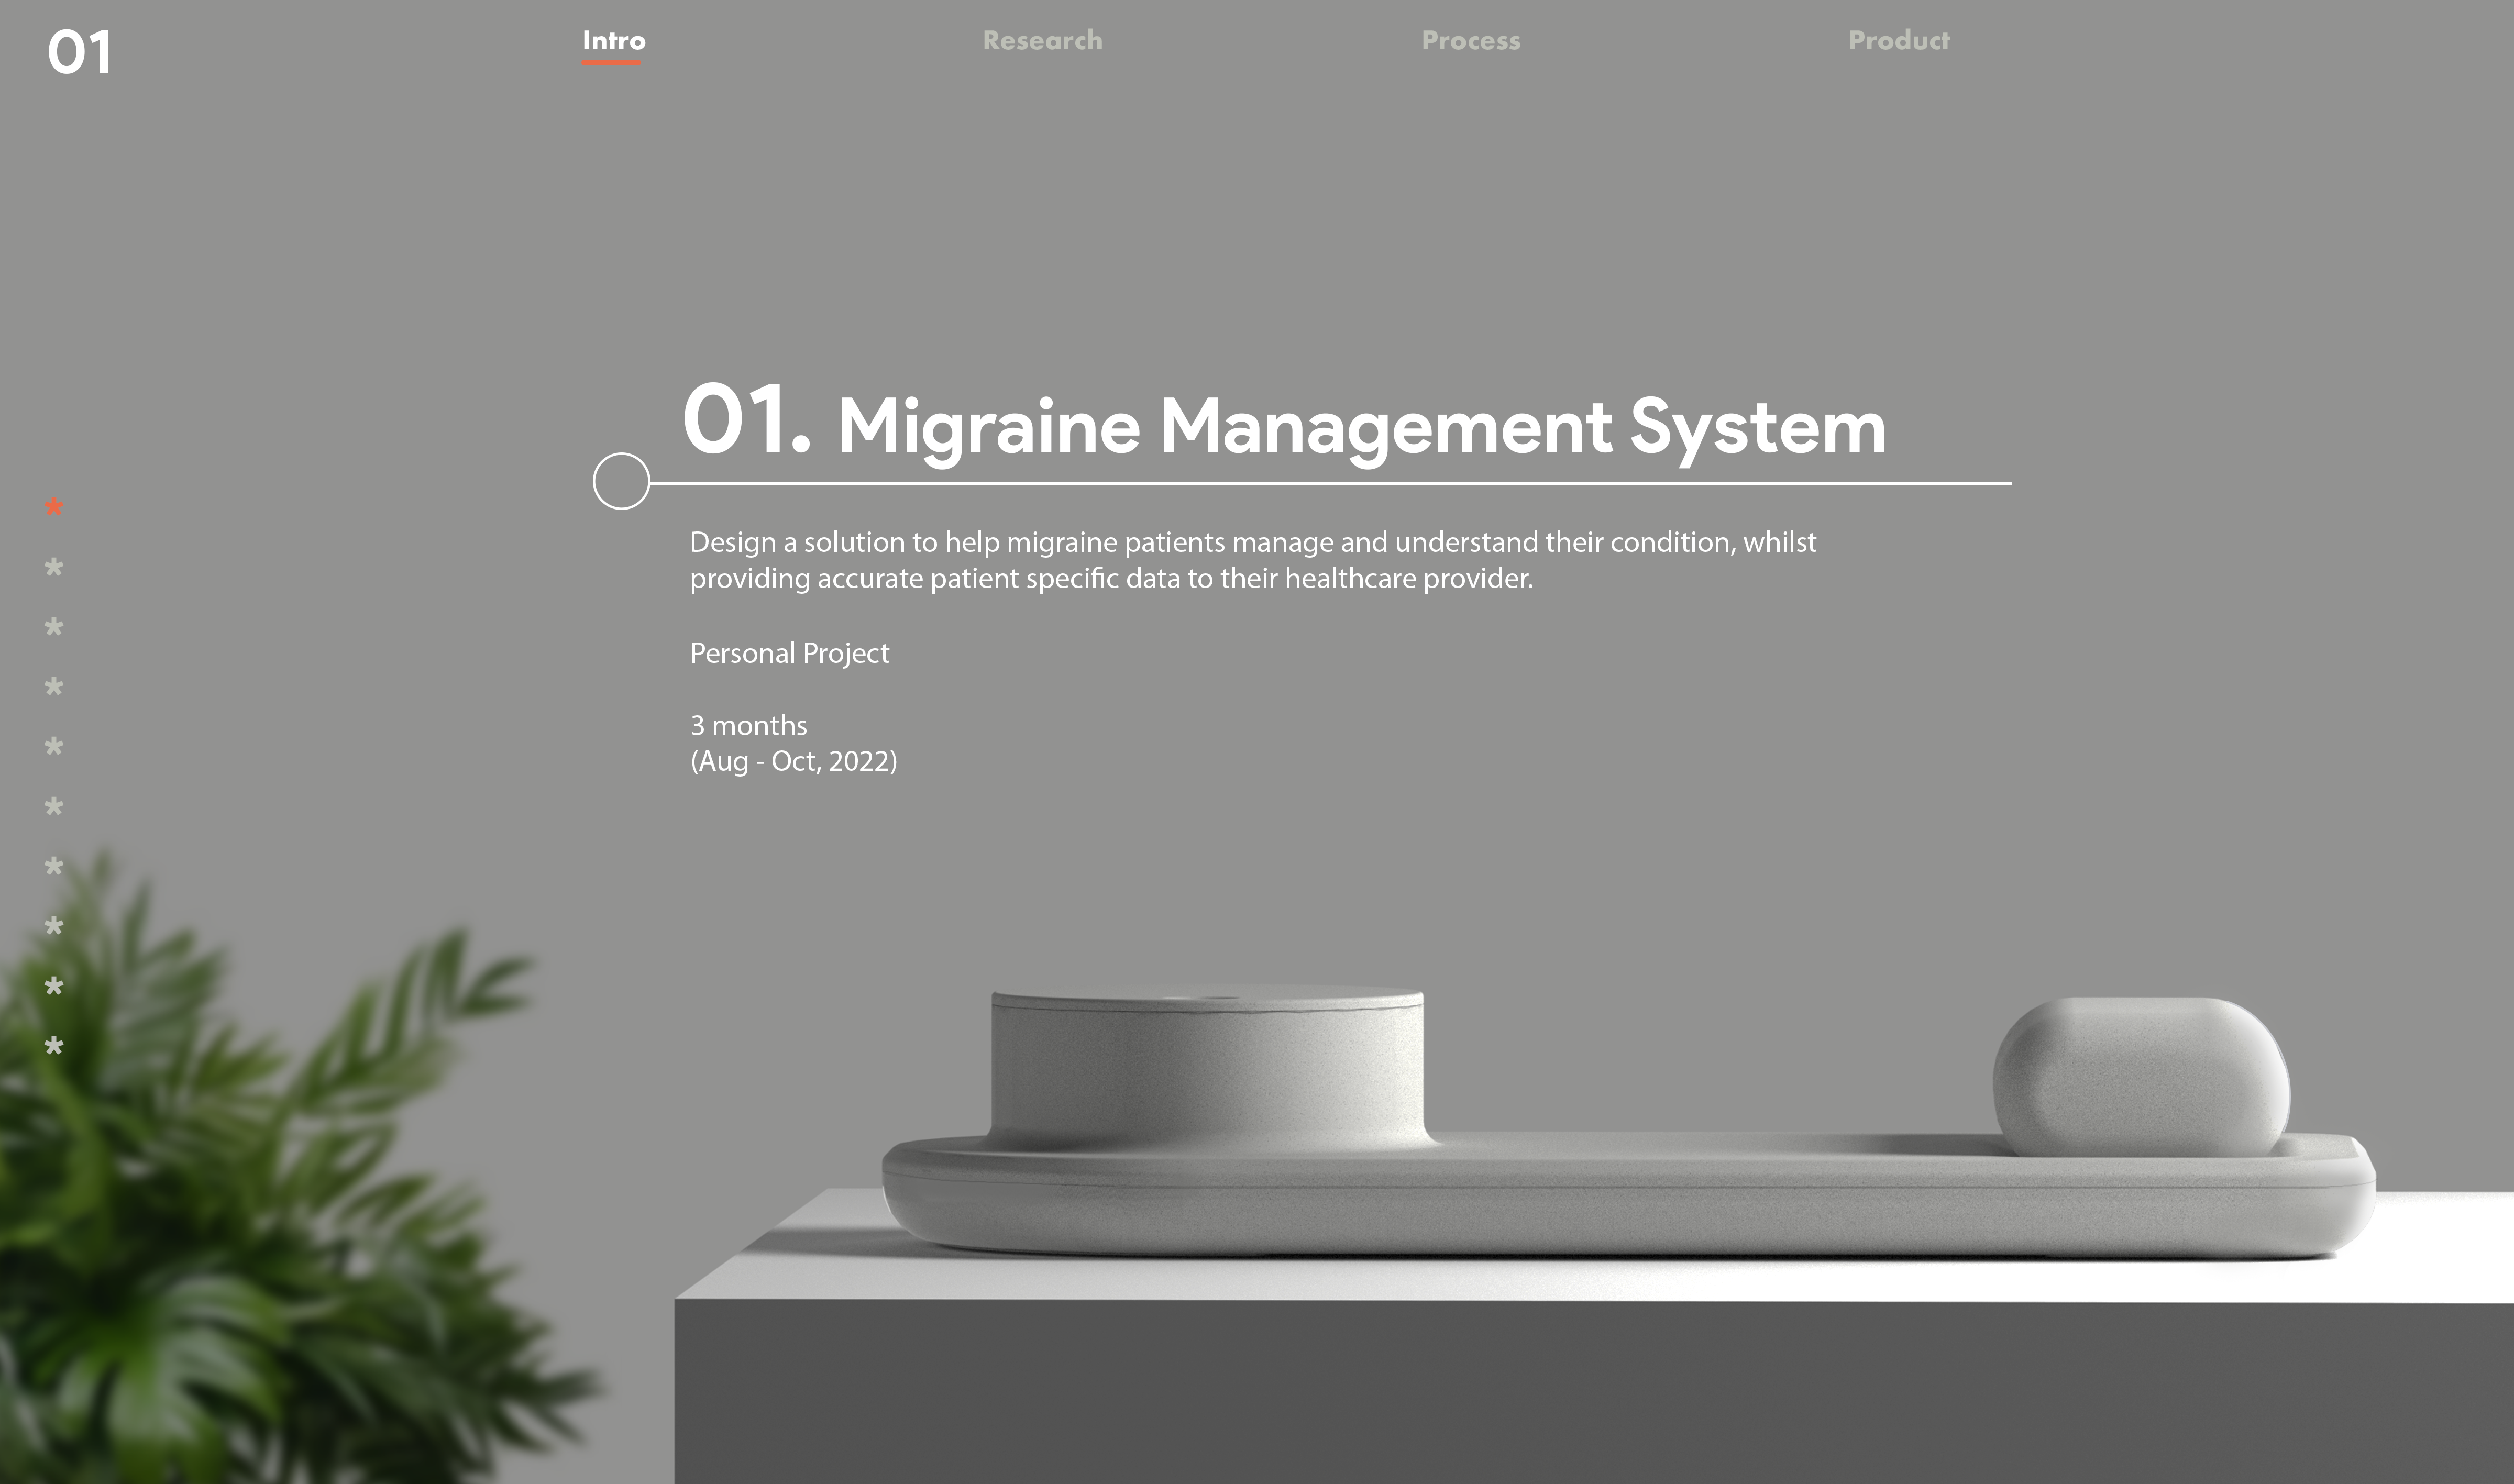 01
Intro
Research
Process
Product
01. Migraine Management System
Design a solution to help migraine patients manage and understand their condition, whilst
providing accurate patient specific data to their healthcare provider.
Personal Project
3 months
(Aug - Oct, 2022)
*
*
*
*
*
*
*
*
*
*